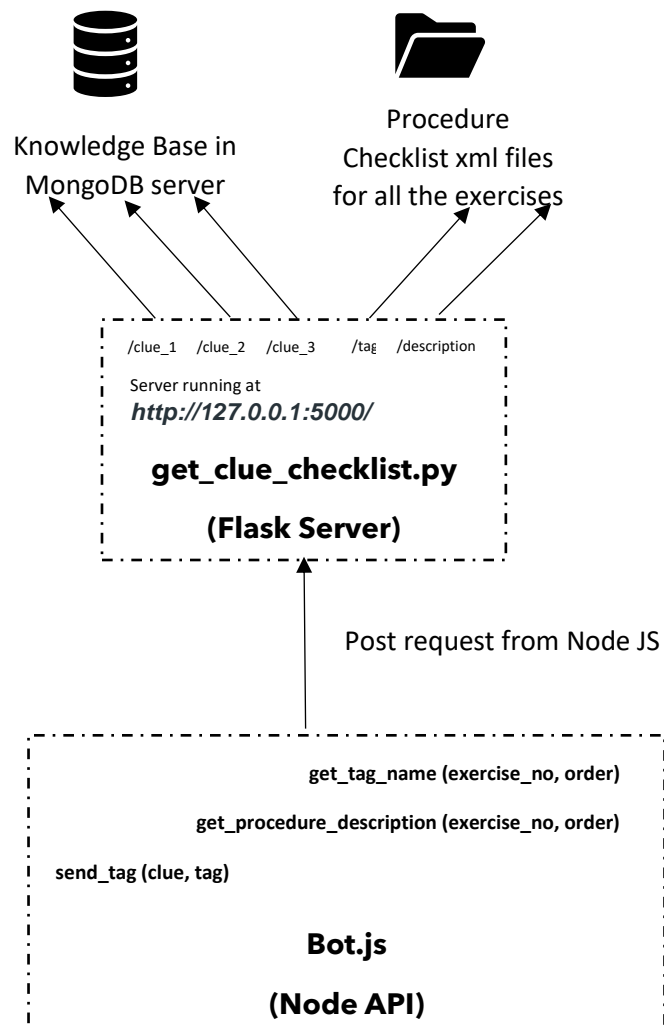 Knowledge Base in
MongoDB server
Procedure
Checklist xml files
for all the exercises
/clue_1 /clue_2 /clue_3 /tag /description
Server running at
http://127.0.0.1:5000/
get_clue_checklist.py
(Flask Server)
Post request from Node JS
get_tag_name (exercise_no, order)
get_procedure_description (exercise_no, order)
send_tag (clue, tag)
Bot.js
(Node API)